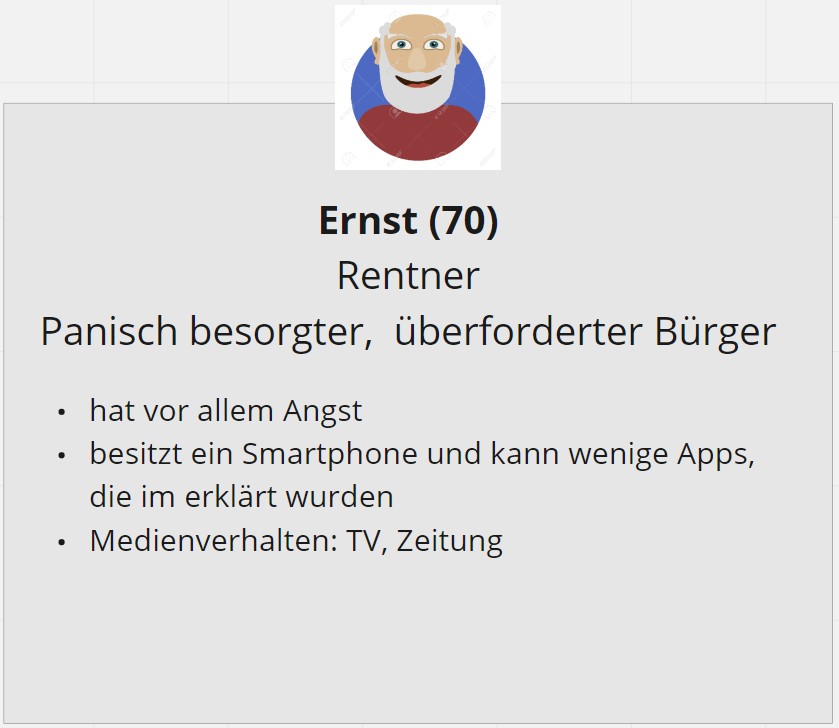 Ernst (70)
Rentner
Panisch besorgter, überforderter Bürger
• hat vor allem Angst
• besitzt ein Smartphone und kann wenige Apps,
die im erklärt wurden
• Medienverhalten: TV, Zeitung